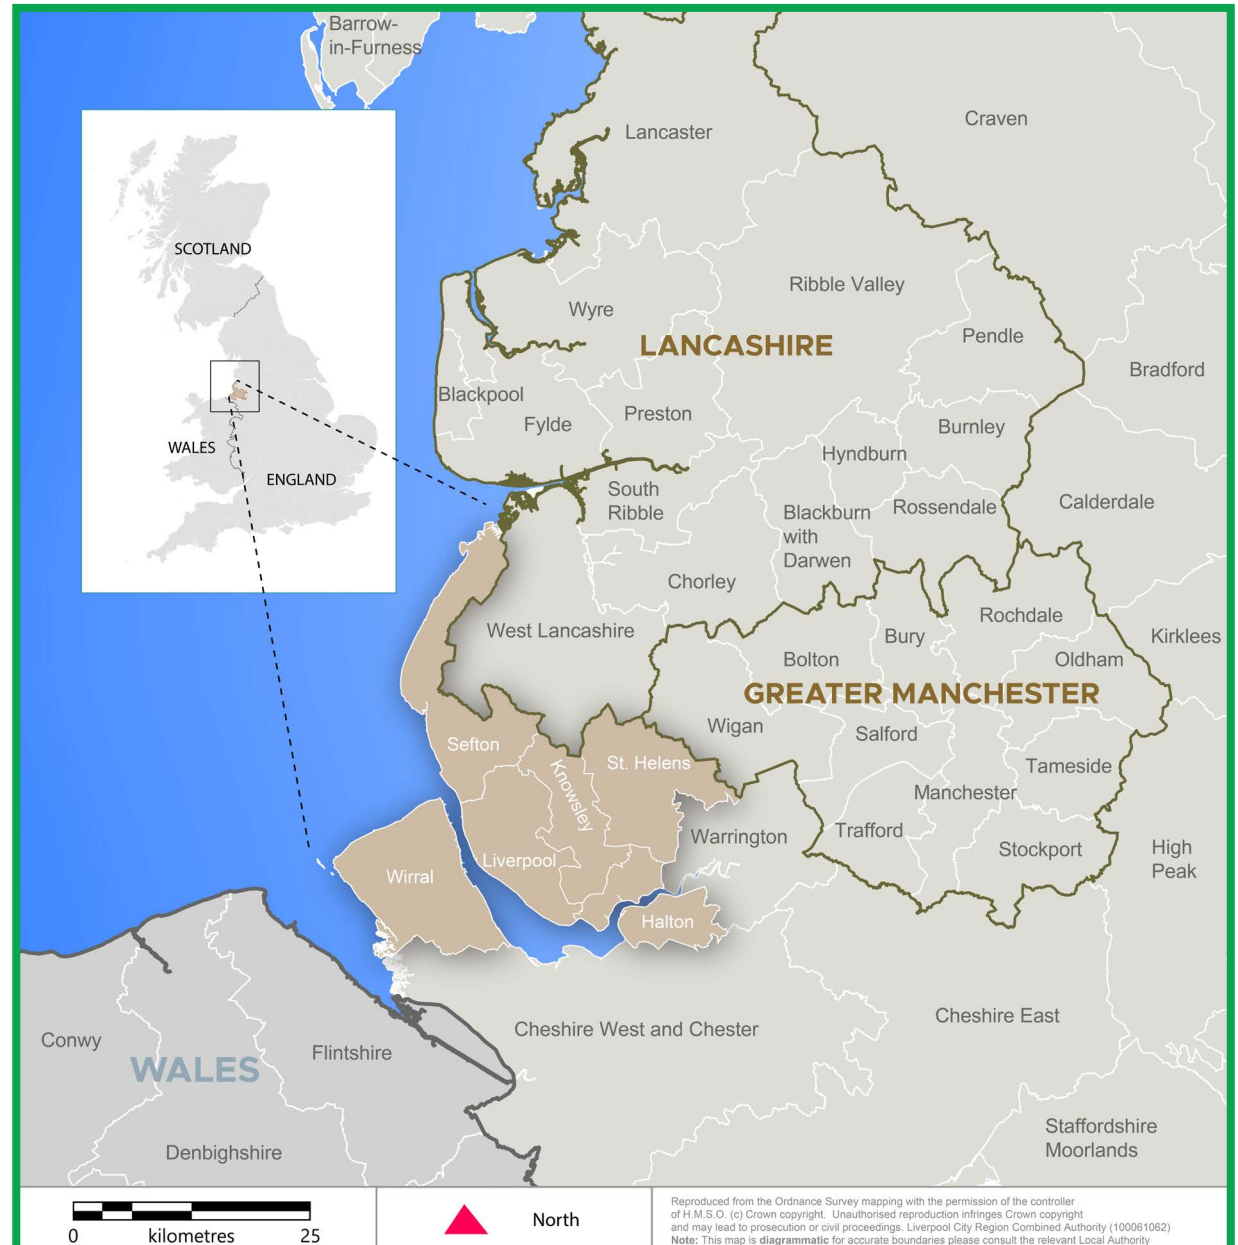 Barrow-
in-Furness
Lancaster
Craven
SCOTLAND
Ribble Valley
Wyre
Pendle
LANCASHIRE
Bradford
Blackpool
Preston
Fylde
Burnley
WALES
Hyndburn
ENGLAND
South
Ribble
Calderdale
Rossendale
Blackburn
with
Darwen
Chorley
Rochdale
West Lancashire
Bury
Kirklees
Bolton
Oldham
GREATER MANCHESTER
Wigan
Salford
Sefton
St. Helens
Knowsley
Tameside
Manchester
Warrington
Trafford
Stockport
High
Peak
Liverpool
Wirral
Halton
Cheshire East
Cheshire West and Chester
Conwy
Flintshire
WALES
Staffordshire
Moorlands
Denbighshire
0 kilometres 25
North
Reproduced from the Ordnance Survey mapping with the permission of the controller
of H.M.S.O. (c) Crown copyright. Unauthorised reproduction infringes Crown copyright
and may lead to prosecution or civil proceedings. Liverpool City Region Combined Authority (100061062)
Note: This map is diagrammatic for accurate boundaries please consult the relevant Local Authority